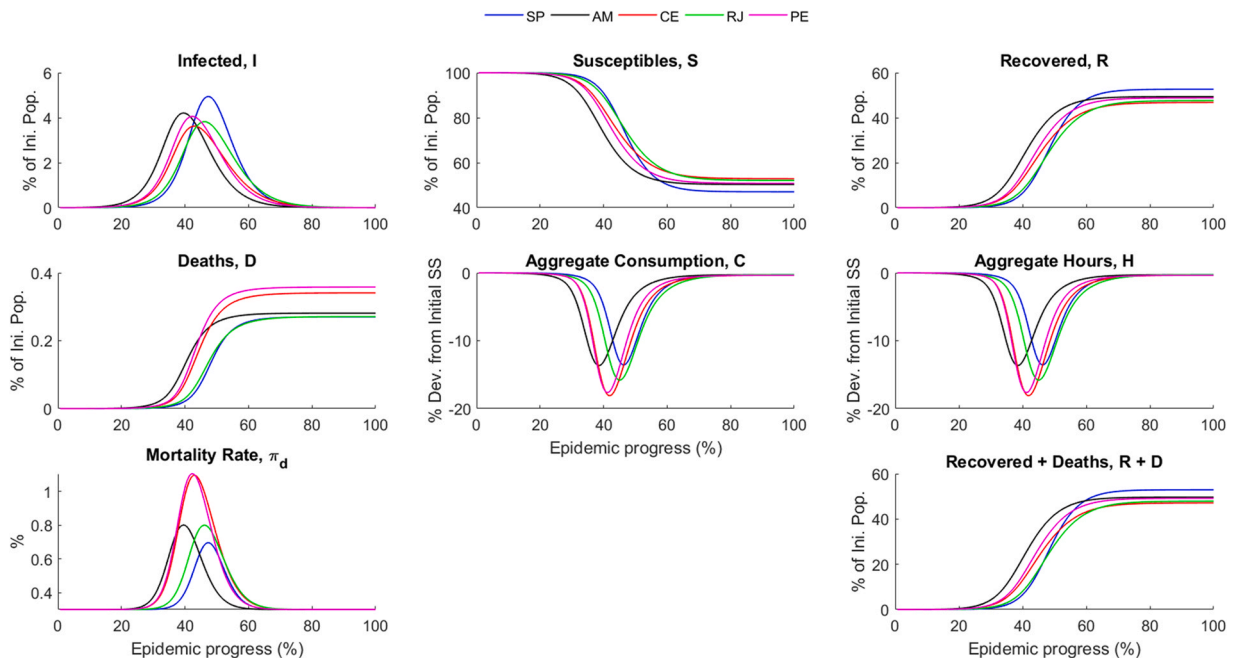 SP AM CE RJ PE
Infected, I
% of Ini. Pop.
6
4
2
0
0 20 40 60 80 100
Susceptibles, S
% of Ini. Pop.
100
80
60
40
0 20 40 60 80 100
Recovered, R
% of Ini. Pop.
60
40
20
0
0 20 40 60 80 100
Deaths, D
% of Ini. Pop.
0.4
0.2
0
0 20 40 60 80 100
Aggregate Consumption, C
% Dev. from Initial SS
0
-10
-20
0 20 40 60 80 100
Epidemic progress (%)
Aggregate Hours, H
% Dev. from Initial SS
0
-10
-20
0 20 40 60 80 100
Mortality Rate, π_d
%
1
0.8
0.6
0.4
0 20 40 60 80 100
Epidemic progress (%)
Recovered + Deaths, R + D
% of Ini. Pop.
60
40
20
0
0 20 40 60 80 100
Epidemic progress (%)